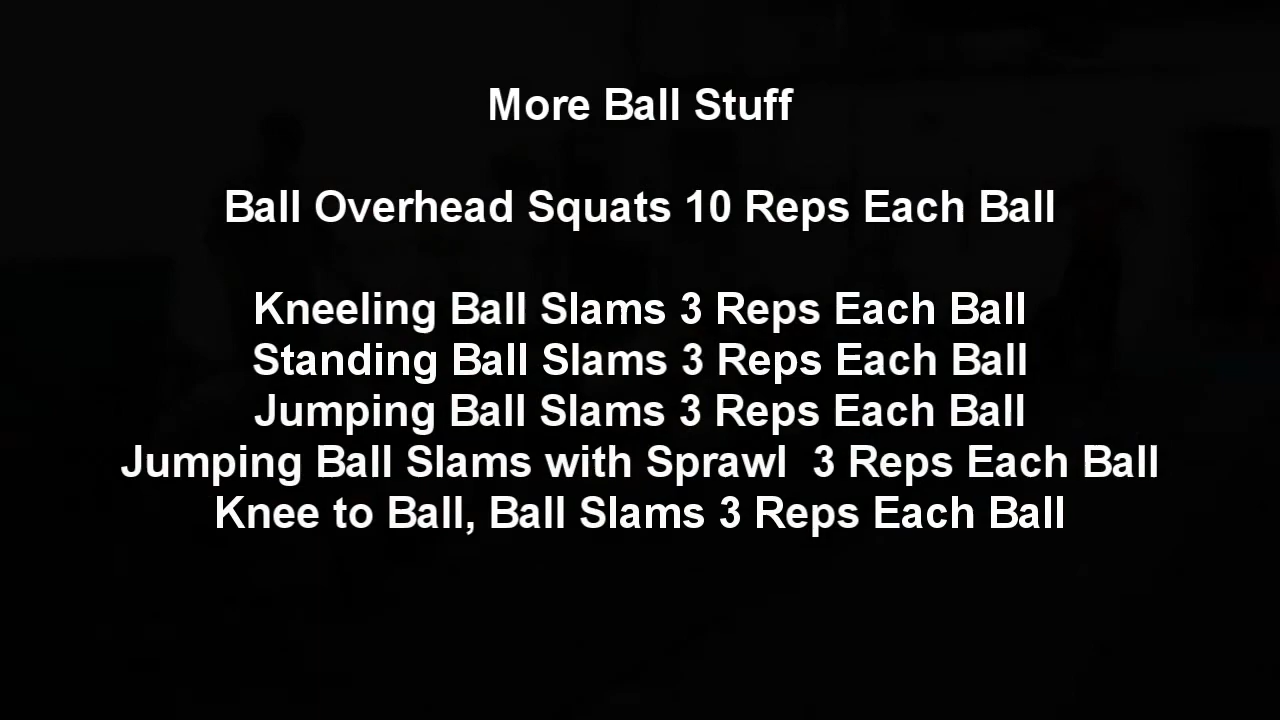 More Ball Stuff
Ball Overhead Squats 10 Reps Each Ball
Kneeling Ball Slams 3 Reps Each Ball
Standing Ball Slams 3 Reps Each Ball
Jumping Ball Slams 3 Reps Each Ball
Jumping Ball Slams with Sprawl  3 Reps Each Ball
Knee to Ball, Ball Slams 3 Reps Each Ball